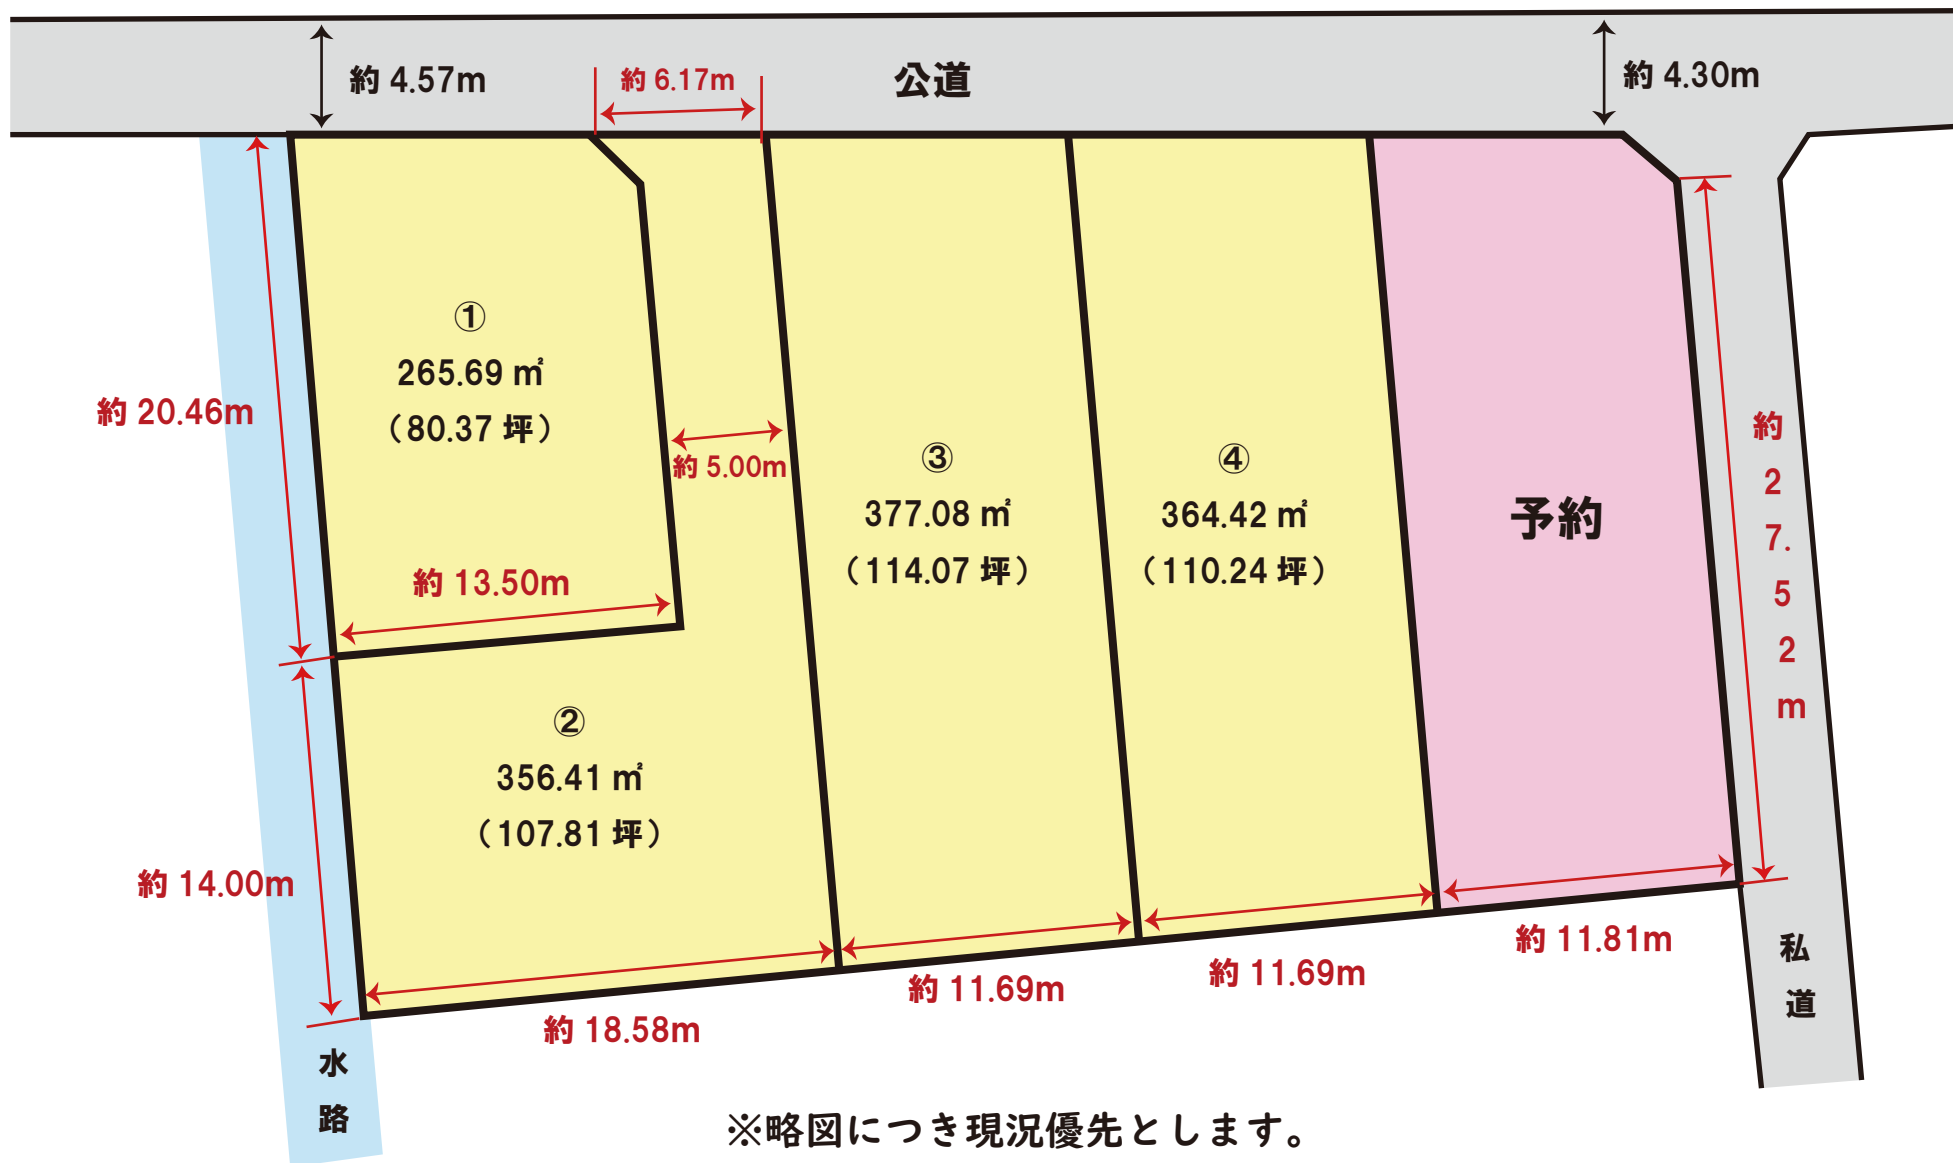 約 4.57m
約 6.17m
公道
約 4.30m
①
265.69 ㎡
（80.37 坪）
約 20.46m
約 13.50m
約 5.00m
②
356.41 ㎡
（107.81 坪）
約 14.00m
約 18.58m
③
377.08 ㎡
（114.07 坪）
約 11.69m
④
364.42 ㎡
（110.24 坪）
約 11.69m
予約
約 11.81m
約27.52m
私道
水路
※略図につき現況優先とします。